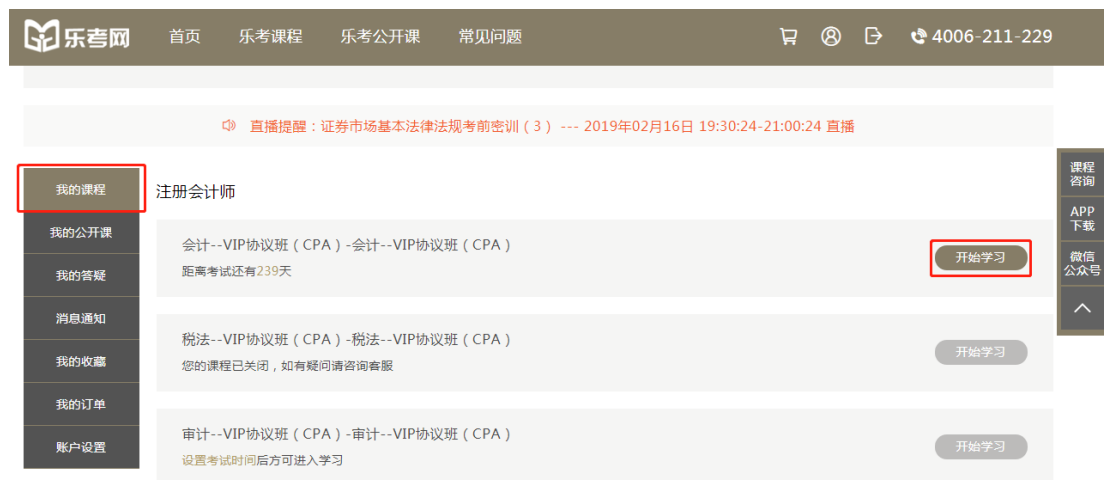 乐考网 首页 乐考课程 乐考公开课 常见问题 4006-211-229
直播提醒：证券市场基本法律法规考前密训（3） --- 2019年02月16日 19:30:24-21:00:24 直播
我的课程
我的公开课
我的答疑
消息通知
我的收藏
我的订单
账户设置
注册会计师
会计--VIP协议班（CPA）-会计--VIP协议班（CPA）
距离考试还有239天
开始学习
税法--VIP协议班（CPA）-税法--VIP协议班（CPA）
您的课程已关闭，如有疑问请咨询客服
开始学习
审计--VIP协议班（CPA）-审计--VIP协议班（CPA）
设置考试时间后方可进入学习
开始学习
课程
咨询
APP
下载
微信
公众号